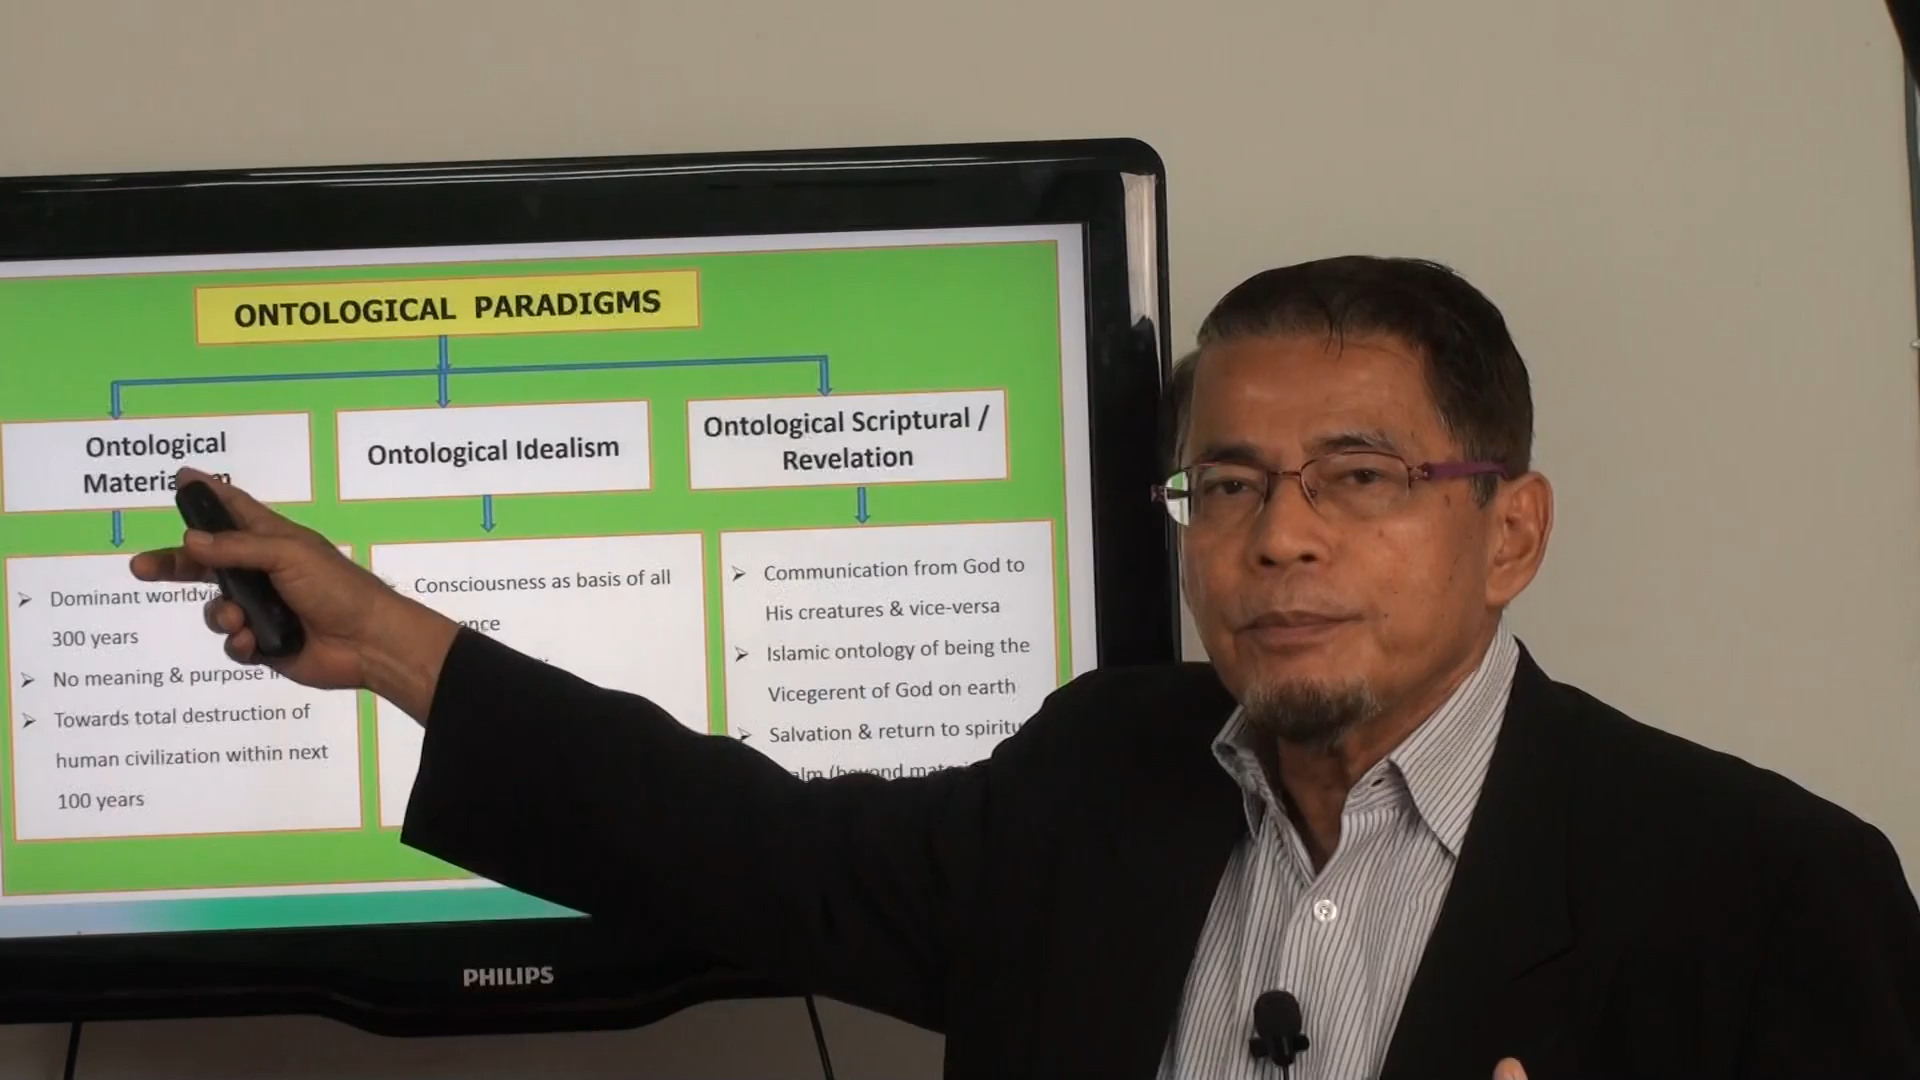 ONTOLOGICAL PARADIGMS
Ontological
Ontological Idealism
Ontological Scriptural /
Revelation
Dominant
300 years
No meaning & purpose
Towards total destruction of
human civilization within next
100 years
Consciousness as basis of all
Communication from God to
His creatures & vice-versa
Islamic ontology of being the
Vicegerent of God on earth
Salvation & return to
PHILIPS